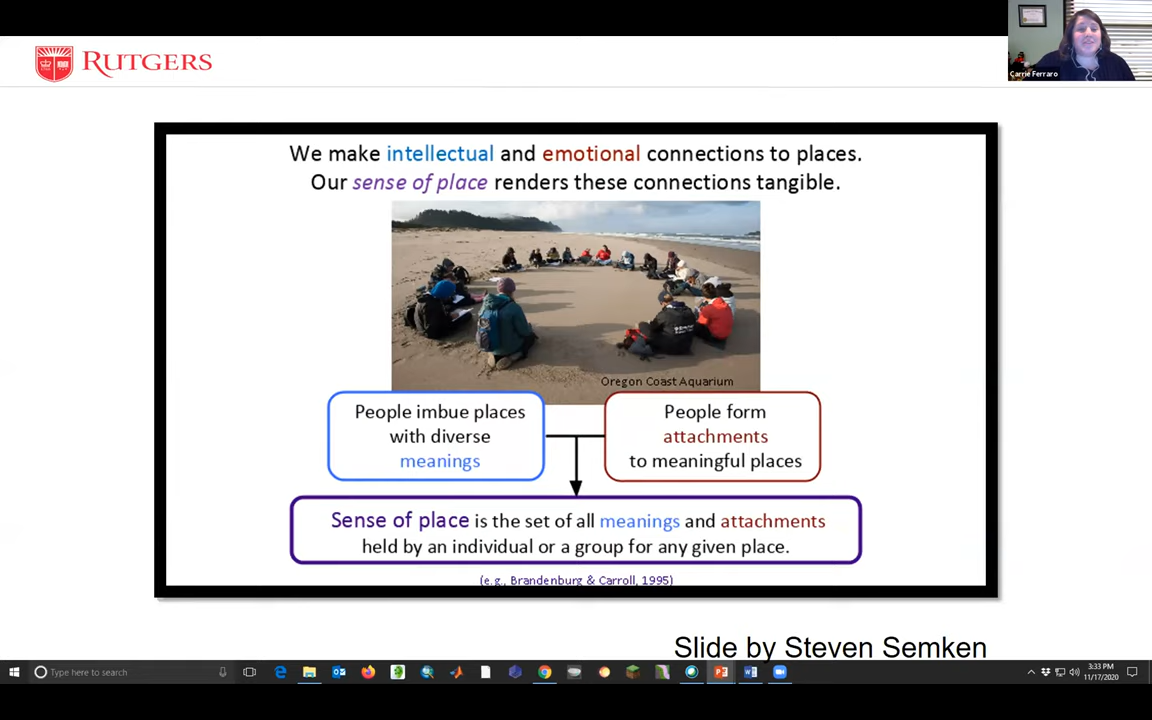 RUTGERS
Carrie Ferraro
We make intellectual and emotional connections to places.
Our sense of place renders these connections tangible.
Oregon Coast Aquarium
People imbue places
with diverse
meanings
People form
attachments
to meaningful places
Sense of place is the set of all meanings and attachments
held by an individual or a group for any given place.
(e.g., Brandenburg & Carroll, 1995)
Slide by Steven Semken
Type here to search
3:33 PM
11/17/2020